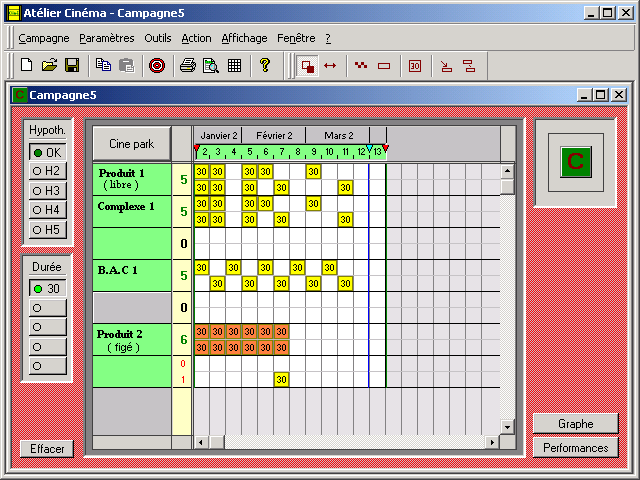 Atélier Cinéma - Campagne5
Campagne Paramètres Outils Action Affichage Fenêtre ?
30
C Campagne5
Hypoth.
OK
H2
H3
H4
H5
Durée
30
Effacer
Cine park
Janvier 2 Février 2 Mars 2
2 3 4 5 6 7 8 9 10 11 12 13
Produit 1 5 30 30 30 30 30
( libre ) 30 30 30 30 30
Complexe 1 5 30 30 30 30 30
30 30 30 30 30
0
B.A.C 1 5 30 30 30 30 30
30 30 30 30 30
0
Produit 2 6 30 30 30 30 30 30
( figé ) 30 30 30 30 30 30
0
1 30
C
Graphe
Performances